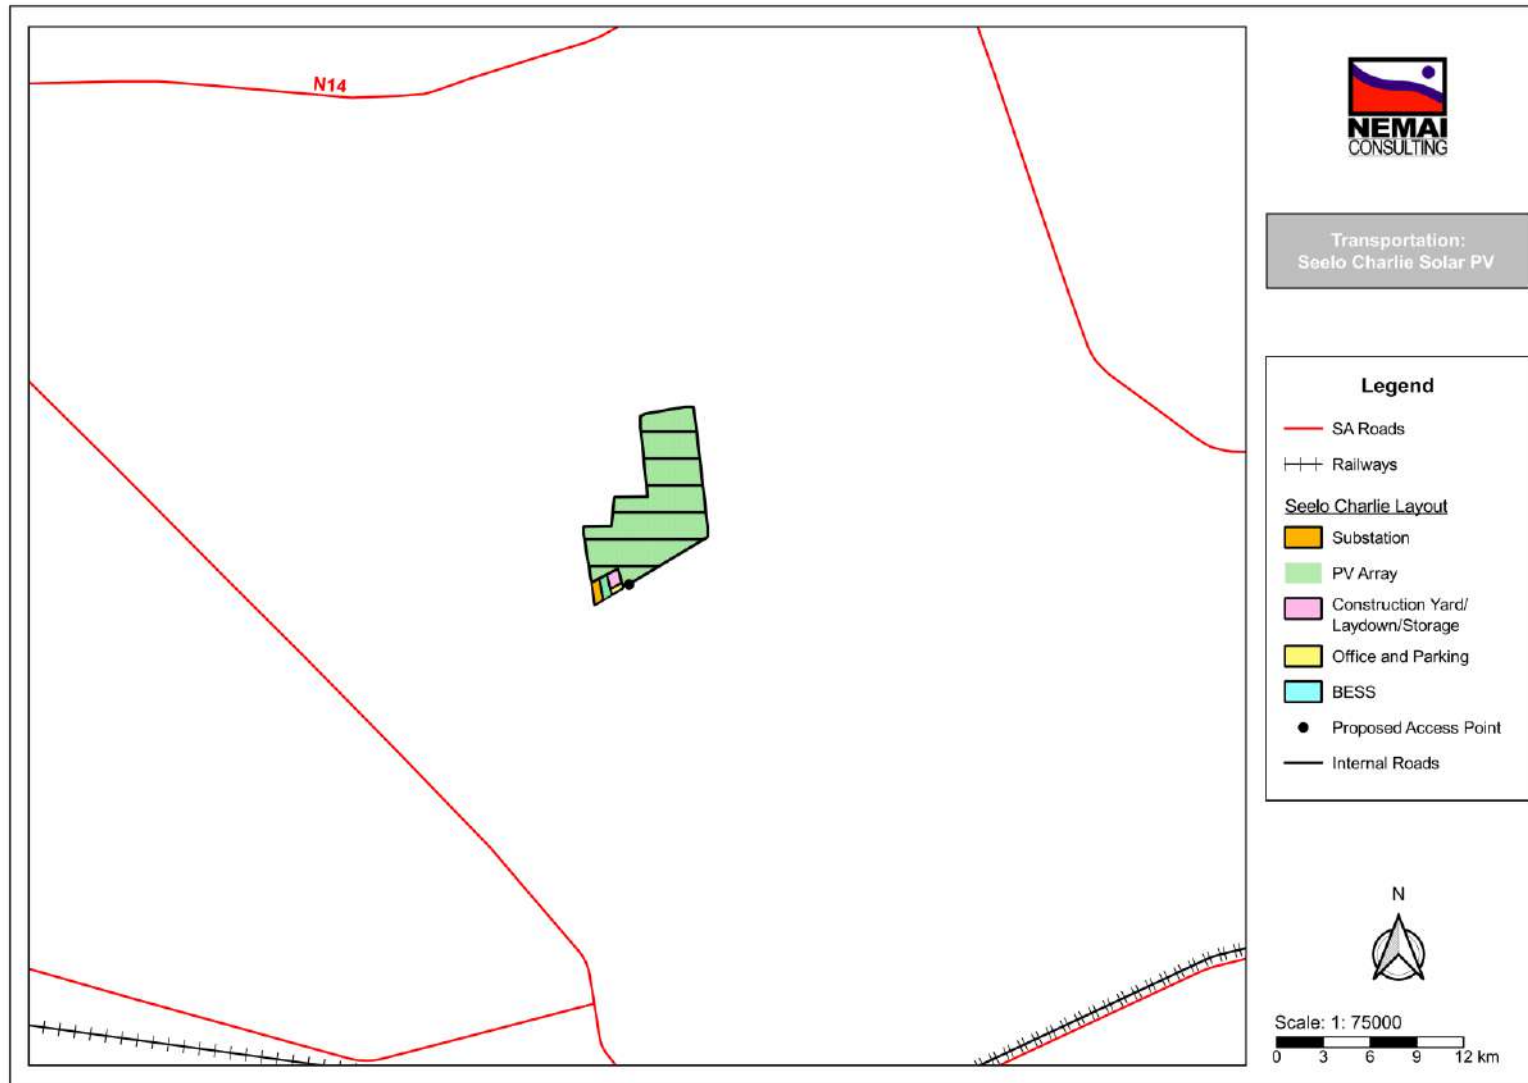 N14
NEMAI
CONSULTING
Transportation:
Seelo Charlie Solar PV
Legend
SA Roads
Railways
Seelo Charlie Layout
Substation
PV Array
Construction Yard/
Laydown/Storage
Office and Parking
BESS
Proposed Access Point
Internal Roads
N
Scale: 1: 75000
0 3 6 9 12 km